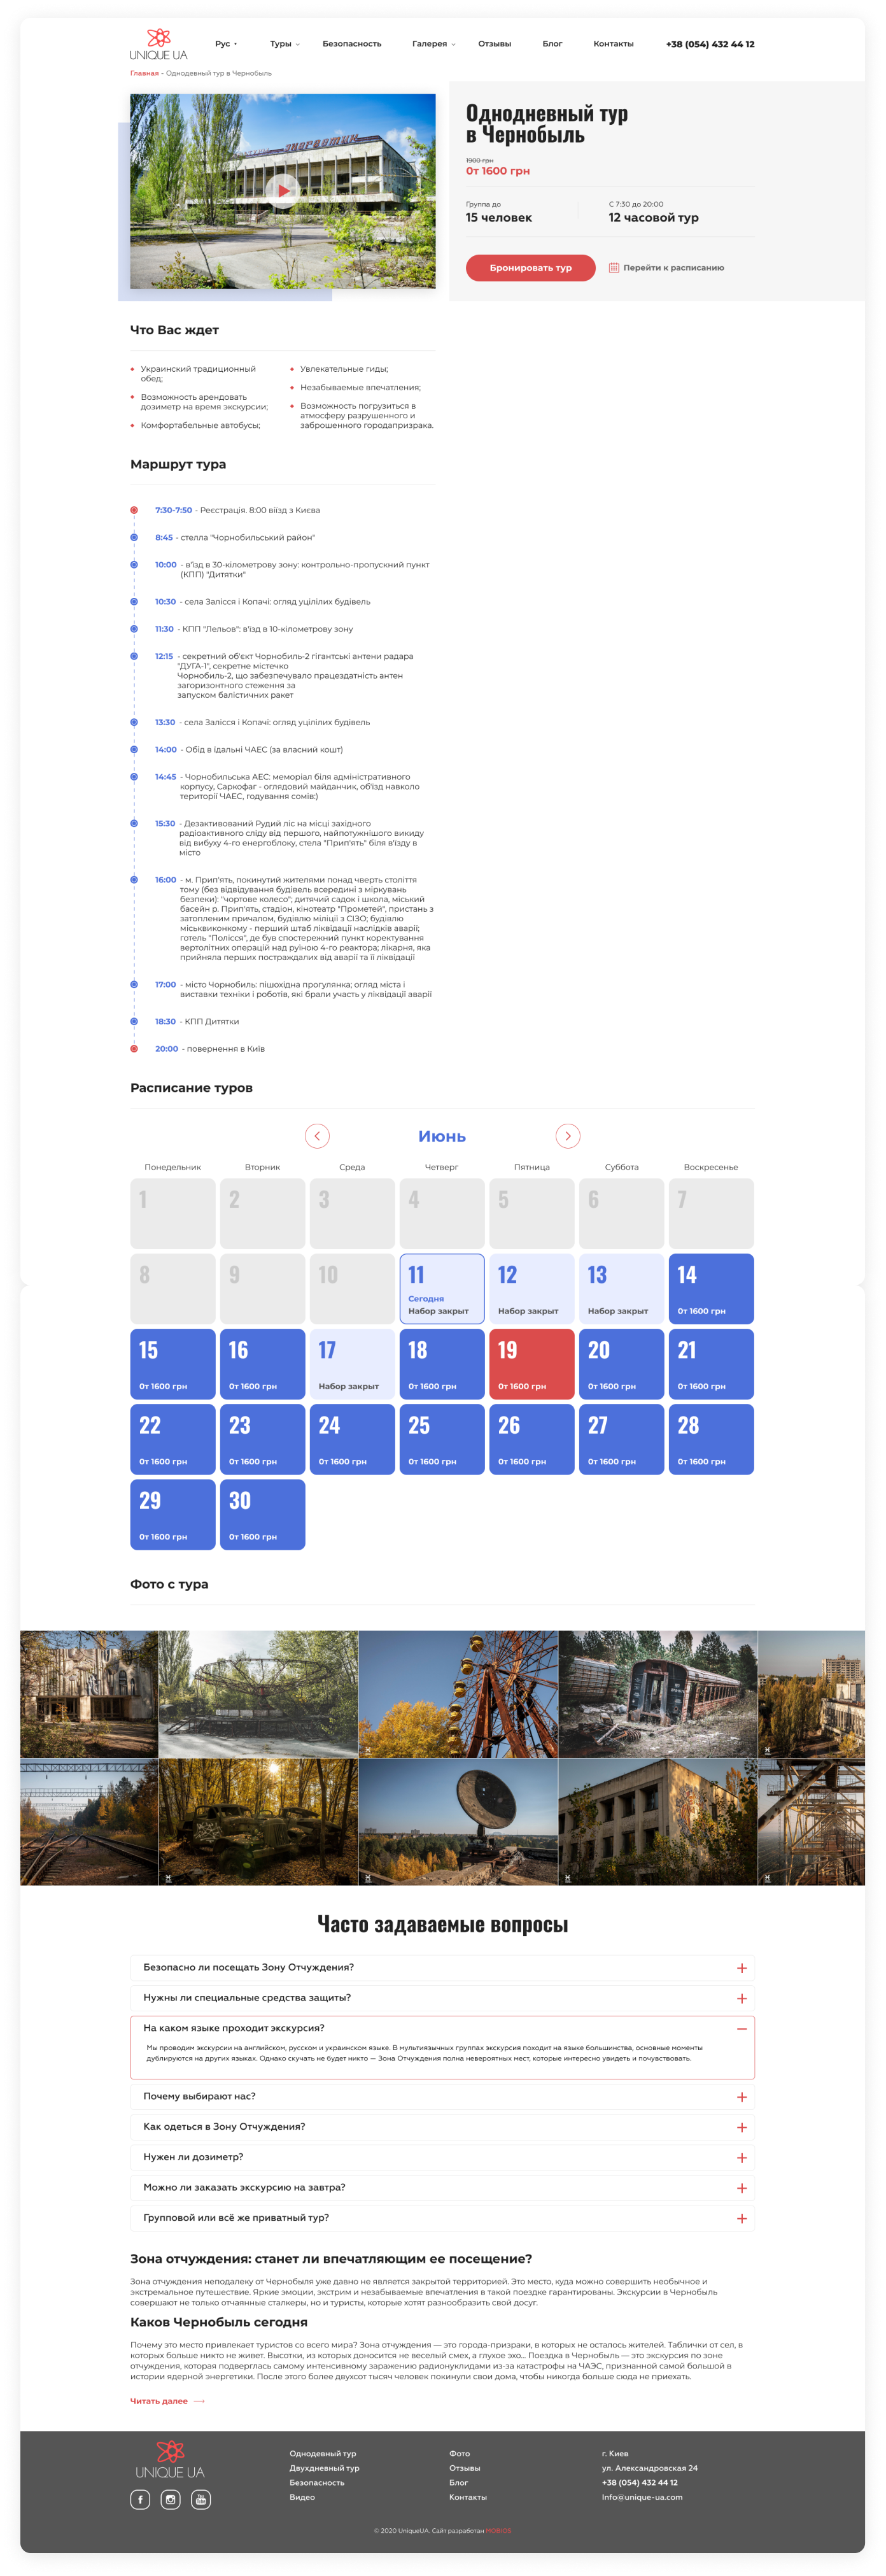 UNIQUE UA
Рус
Туры
Безопасность
Галерея
Отзывы
Блог
Контакты
+38 (054) 432 44 12
Главная - Однодевный тур в Чернобыль
ЭНЕРГЕТИК
Однодневный тур
в Чернобыль
1900 грн
От 1600 грн
Группа до
15 человек
С 7:30 до 20:00
12 часовой тур
Бронировать тур
Перейти к расписанию
Что Вас ждет
Украинский традиционный
обед;
Возможность арендовать
дозиметр на время экскурсии;
Комфортабельные автобусы;
Увлекательные гиды;
Незабываемые впечатления;
Возможность погрузиться в
атмосферу разрушенного и
заброшенного городапризрака.
Маршрут тура
7:30-7:50 - Реєстрація. 8:00 віїзд з Києва
8:45 - стелла "Чорнобильський район"
10:00 - в'їзд в 30-кілометрову зону: контрольно-пропускний пункт
(КПП) "Дитятки"
10:30 - села Залісся і Копачі: огляд уцілілих будівель
11:30 - КПП "Лельов": в'їзд в 10-кілометрову зону
12:15 - секретний об'єкт Чорнобиль-2 гігантські антени радара
"ДУГА-1", секретне містечко
Чорнобиль-2, що забезпечувало працездатність антен
загоризонтного стеження за
запуском балістичних ракет
13:30 - села Залісся і Копачі: огляд уцілілих будівель
14:00 - Обід в їдальні ЧАЕС (за власний кошт)
14:45 - Чорнобильська АЕС: меморіал біля адміністративного
корпусу, Саркофаг - оглядовий майданчик, об'їзд навколо
території ЧАЕС, годування сомів:)
15:30 - Дезактивований Рудий ліс на місці західного
радіоактивного сліду від першого, найпотужнішого викиду
від вибуху 4-го енергоблоку, стела "Прип'ять" біля в'їзду в
місто
16:00 - м. Прип'ять, покинутий жителями понад чверть століття
тому (без відвідування будівель всередині з міркувань
безпеки): "чортове колесо"; дитячий садок і школа, міський
басейн р. Прип'ять, стадіон, кінотеатр "Прометей", пристань з
затопленим причалом, будівлю міліції з СІЗО; будівлю
міськвиконкому - перший штаб ліквідації наслідків аварії;
готель "Полісся", де був спостережний пункт коректування
вертолітних операцій над руїною 4-го реактора; лікарня, яка
прийняла перших постраждалих від аварії та її ліквідації
17:00 - місто Чорнобиль: пішохідна прогулянка; огляд міста і
виставки техніки і роботів, які брали участь у ліквідації аварії
18:30 - КПП Дитятки
20:00 - повернення в Київ
Расписание туров
Июнь
Понедельник Вторник Среда Четверг Пятница Суббота Воскресенье
1 2 3 4 5 6 7
8 9 10 11 12 13 14
Сегодня
Набор закрыт Набор закрыт Набор закрыт От 1600 грн
15 16 17 18 19 20 21
От 1600 грн От 1600 грн Набор закрыт От 1600 грн От 1600 грн От 1600 грн От 1600 грн
22 23 24 25 26 27 28
От 1600 грн От 1600 грн От 1600 грн От 1600 грн От 1600 грн От 1600 грн От 1600 грн
29 30
От 1600 грн От 1600 грн
Фото с тура
Часто задаваемые вопросы
Безопасно ли посещать Зону Отчуждения?
Нужны ли специальные средства защиты?
На каком языке проходит экскурсия?
Мы проводим экскурсии на английском, русском и украинском языке. В мультиязычных группах экскурсия походит на языке большинства, основные моменты
дублируются на других языках. Однако скучать не будет никто — Зона Отчуждения полна невероятных мест, которые интересно увидеть и почувствовать.
Почему выбирают нас?
Как одеться в Зону Отчуждения?
Нужен ли дозиметр?
Можно ли заказать экскурсию на завтра?
Групповой или всё же приватный тур?
Зона отчуждения: станет ли впечатляющим ее посещение?
Зона отчуждения неподалеку от Чернобыля уже давно не является закрытой территорией. Это место, куда можно совершить необычное и
экстремальное путешествие. Яркие эмоции, экстрим и незабываемые впечатления в такой поездке гарантированы. Экскурсии в Чернобыль
совершают не только отчаянные сталкеры, но и туристы, которые хотят разнообразить свой досуг.
Каков Чернобыль сегодня
Почему это место привлекает туристов со всего мира? Зона отчуждения — это города-призраки, в которых не осталось жителей. Таблички от сел, в
которых больше никто не живет. Высотки, из которых доносится не веселый смех, а глухое эхо... Поездка в Чернобыль — это экскурсия по зоне
отчуждения, которая подверглась самому интенсивному заражению радионуклидами из-за катастрофы на ЧАЭС, признанной самой большой в
истории ядерной энергетики. После этого более двухсот тысяч человек покинули свои дома, чтобы никогда больше сюда не приехать.
Читать далее
UNIQUE UA
Однодевный тур
Двухдневный тур
Безопасность
Видео
Фото
Отзывы
Блог
Контакты
г. Киев
ул. Александровская 24
+38 (054) 432 44 12
Info@unique-ua.com
© 2020 UniqueUA. Сайт разработан MOBIOS